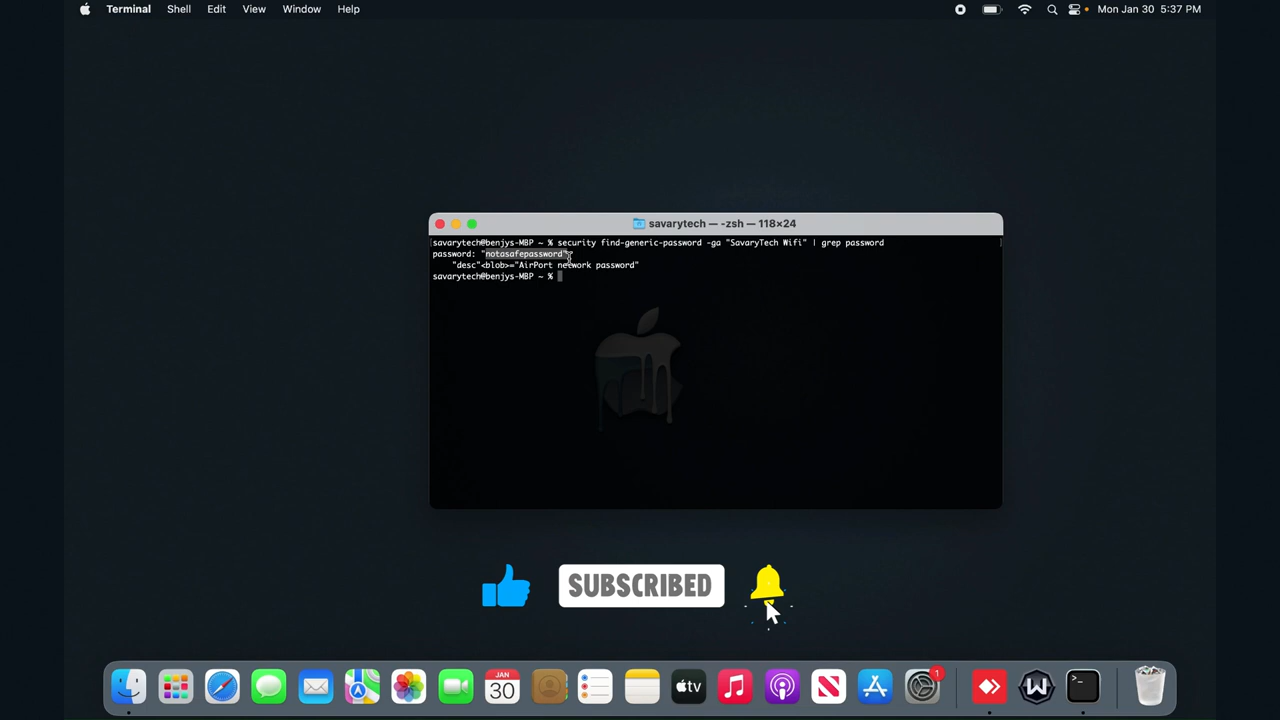 Terminal Shell Edit View Window Help Mon Jan 30 5:37 PM
savarytech — -zsh — 118×24
savarytech@benjys-MBP ~ % security find-generic-password -ga "SavaryTech Wifi" | grep password
password: "notasafepassword"
"desc"<blob>="AirPort network password"
savarytech@benjys-MBP ~ %
SUBSCRIBED
JAN
30
tv
1
>_